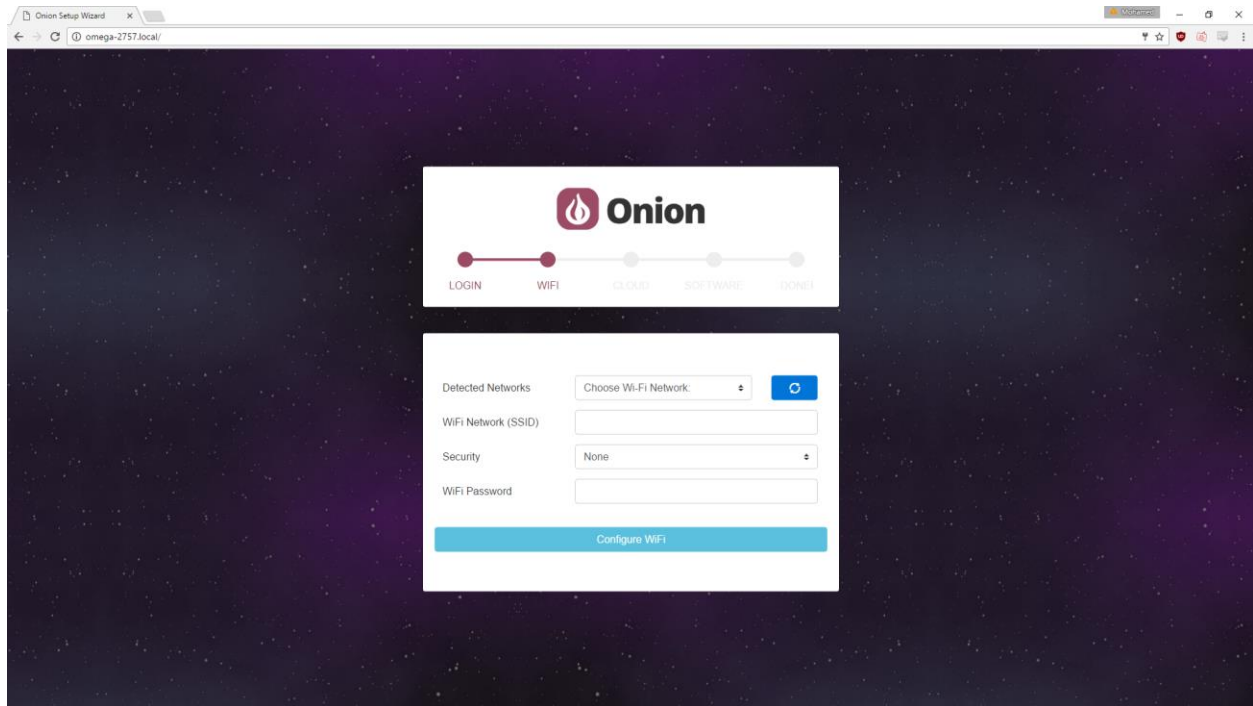 Onion Setup Wizard
Mohamed
omega-2757.local/
Onion
LOGIN WIFI CLOUD SOFTWARE DONE!
Detected Networks Choose Wi-Fi Network:
WiFi Network (SSID)
Security None
WiFi Password
Configure WiFi